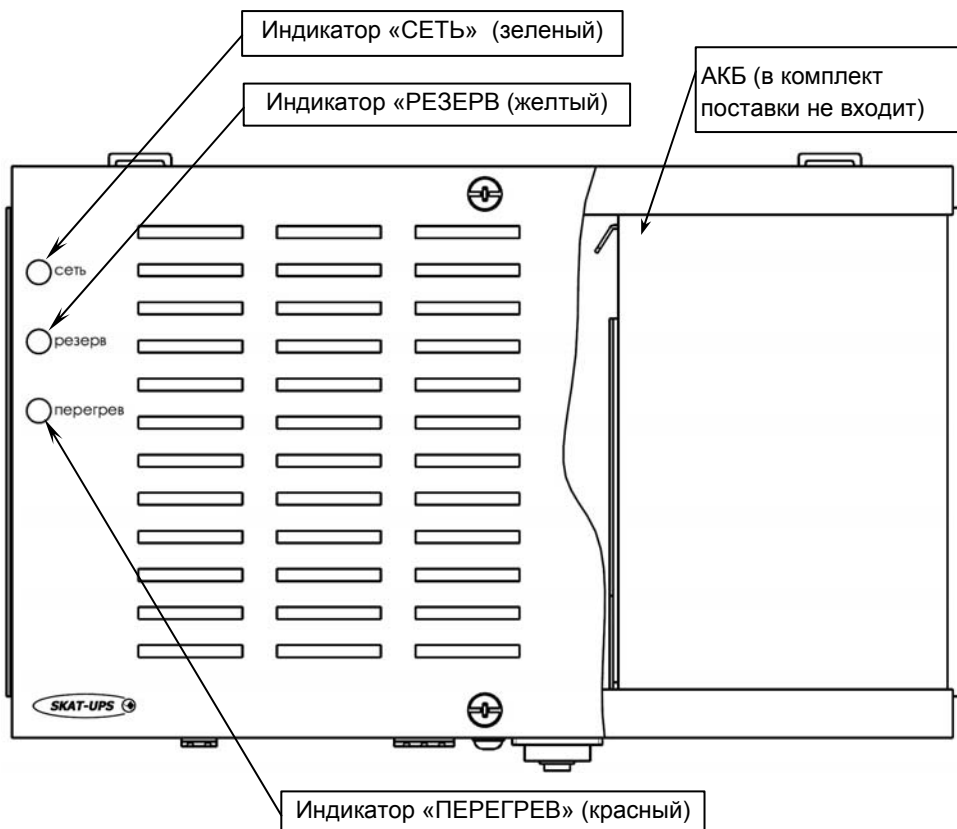 Индикатор «СЕТЬ» (зеленый)
АКБ (в комплект
поставки не входит)
Индикатор «РЕЗЕРВ (желтый)
сеть
резерв
перегрев
SKAT-UPS
Индикатор «ПЕРЕГРЕВ» (красный)